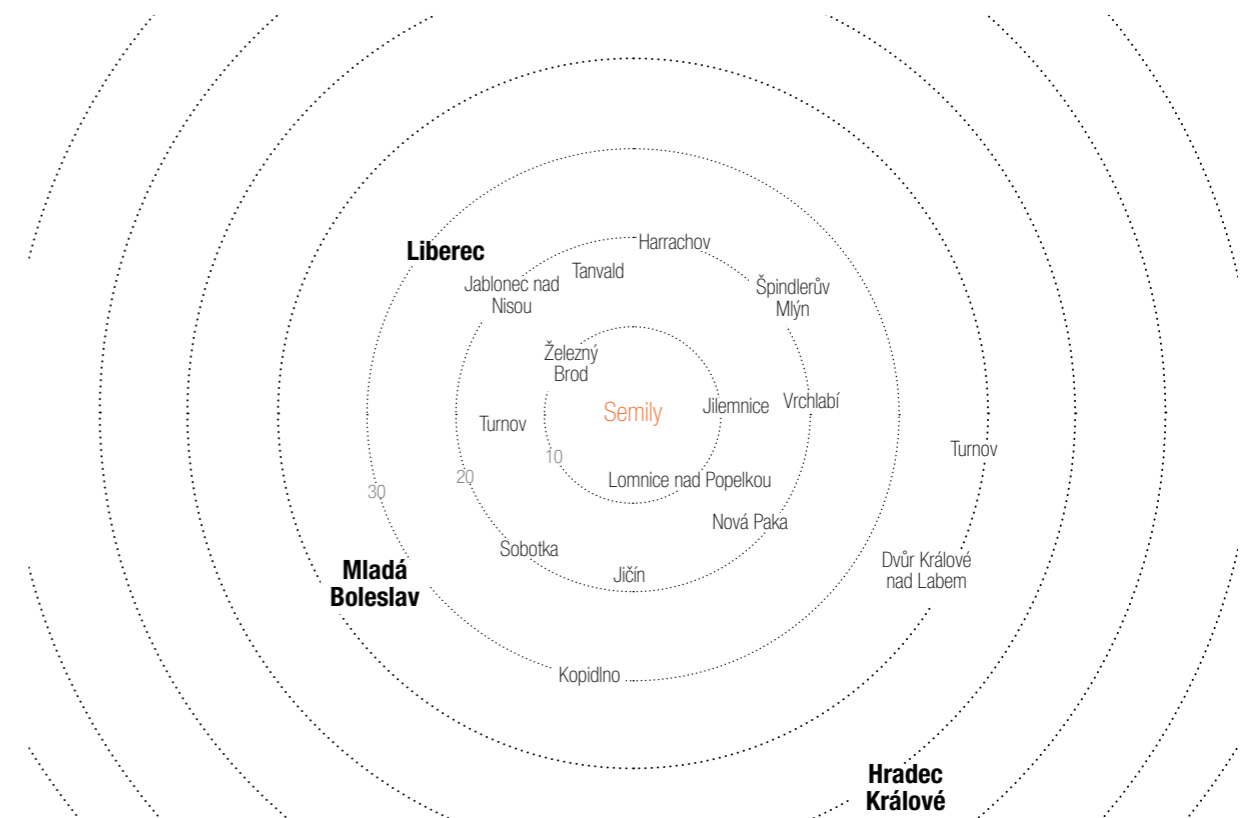 Harrachov
Liberec
Tanvald
Jablonec nad
Nisou
Špindlerův
Mlýn
Železný
Brod
Semily
Jilemnice
Vrchlabí
Turnov
Turnov
10
20
30
Lomnice nad Popelkou
Nová Paka
Sobotka
Jičín
Dvůr Králové
nad Labem
Mladá
Boleslav
Kopidlno
Hradec
Králové